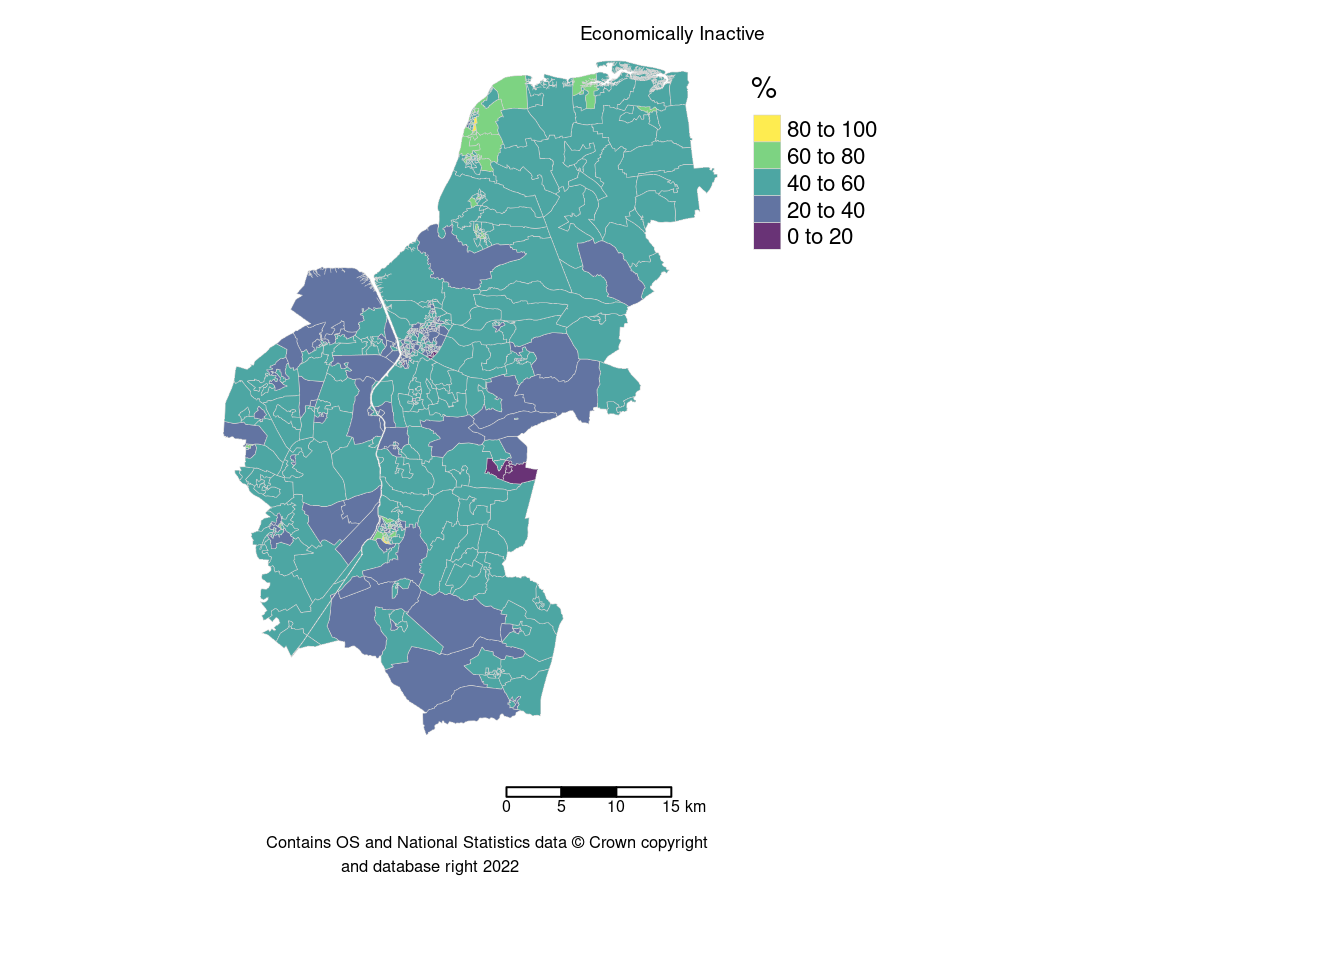 Economically Inactive
%
80 to 100
60 to 80
40 to 60
20 to 40
0 to 20
0 5 10 15 km
Contains OS and National Statistics data © Crown copyright
and database right 2022